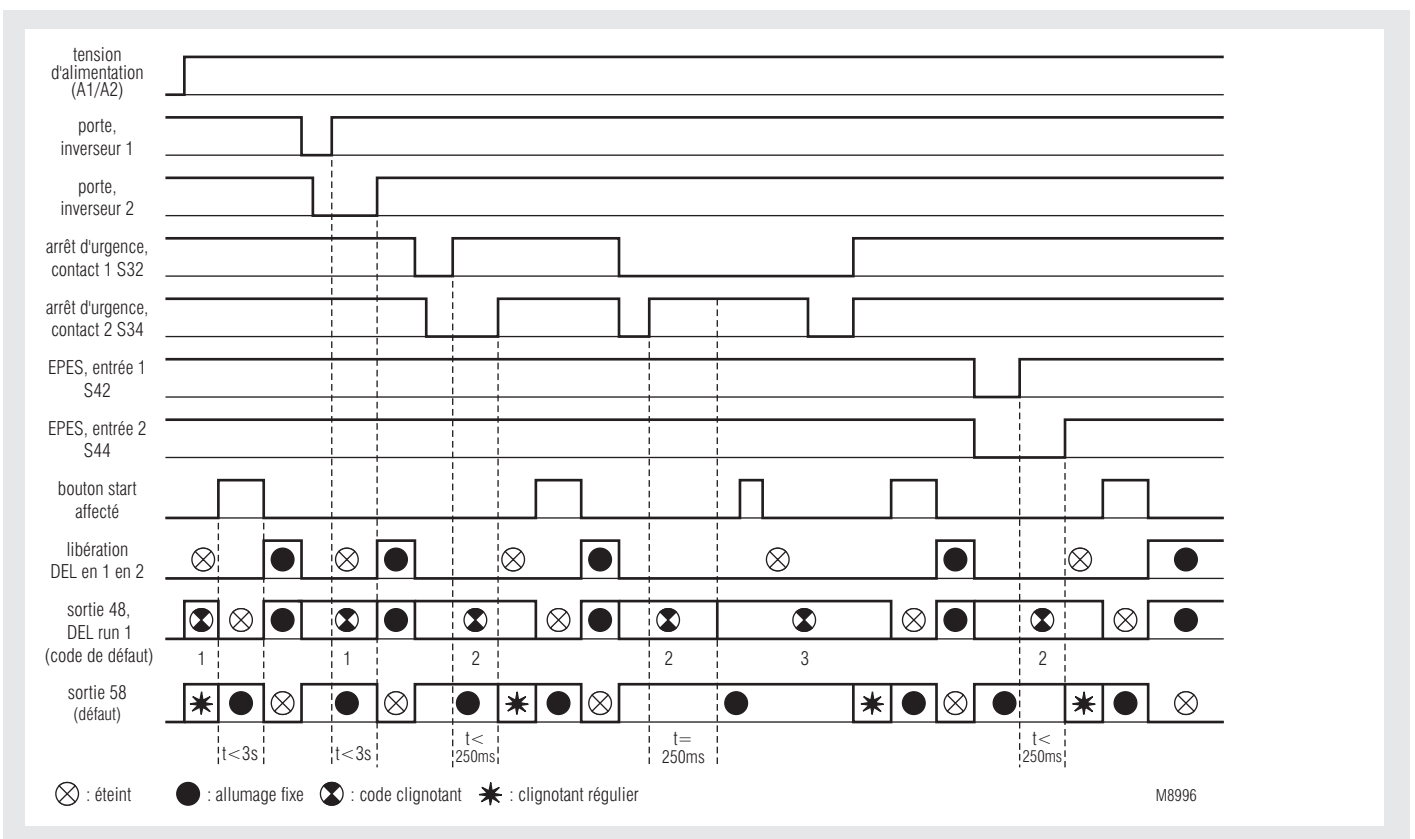 tension
d'alimentation
(A1/A2)
porte,
inverseur 1
porte,
inverseur 2
arrêt d'urgence,
contact 1 S32
arrêt d'urgence,
contact 2 S34
EPES, entrée 1
S42
EPES, entrée 2
S44
bouton start
affecté
libération
DEL en 1 en 2
sortie 48,
DEL run 1
(code de défaut)
1 1 2 2 3 2
sortie 58
(défaut)
t<3s t<3s t< 250ms t= 250ms t< 250ms
: éteint : allumage fixe : code clignotant : clignotant régulier
M8996